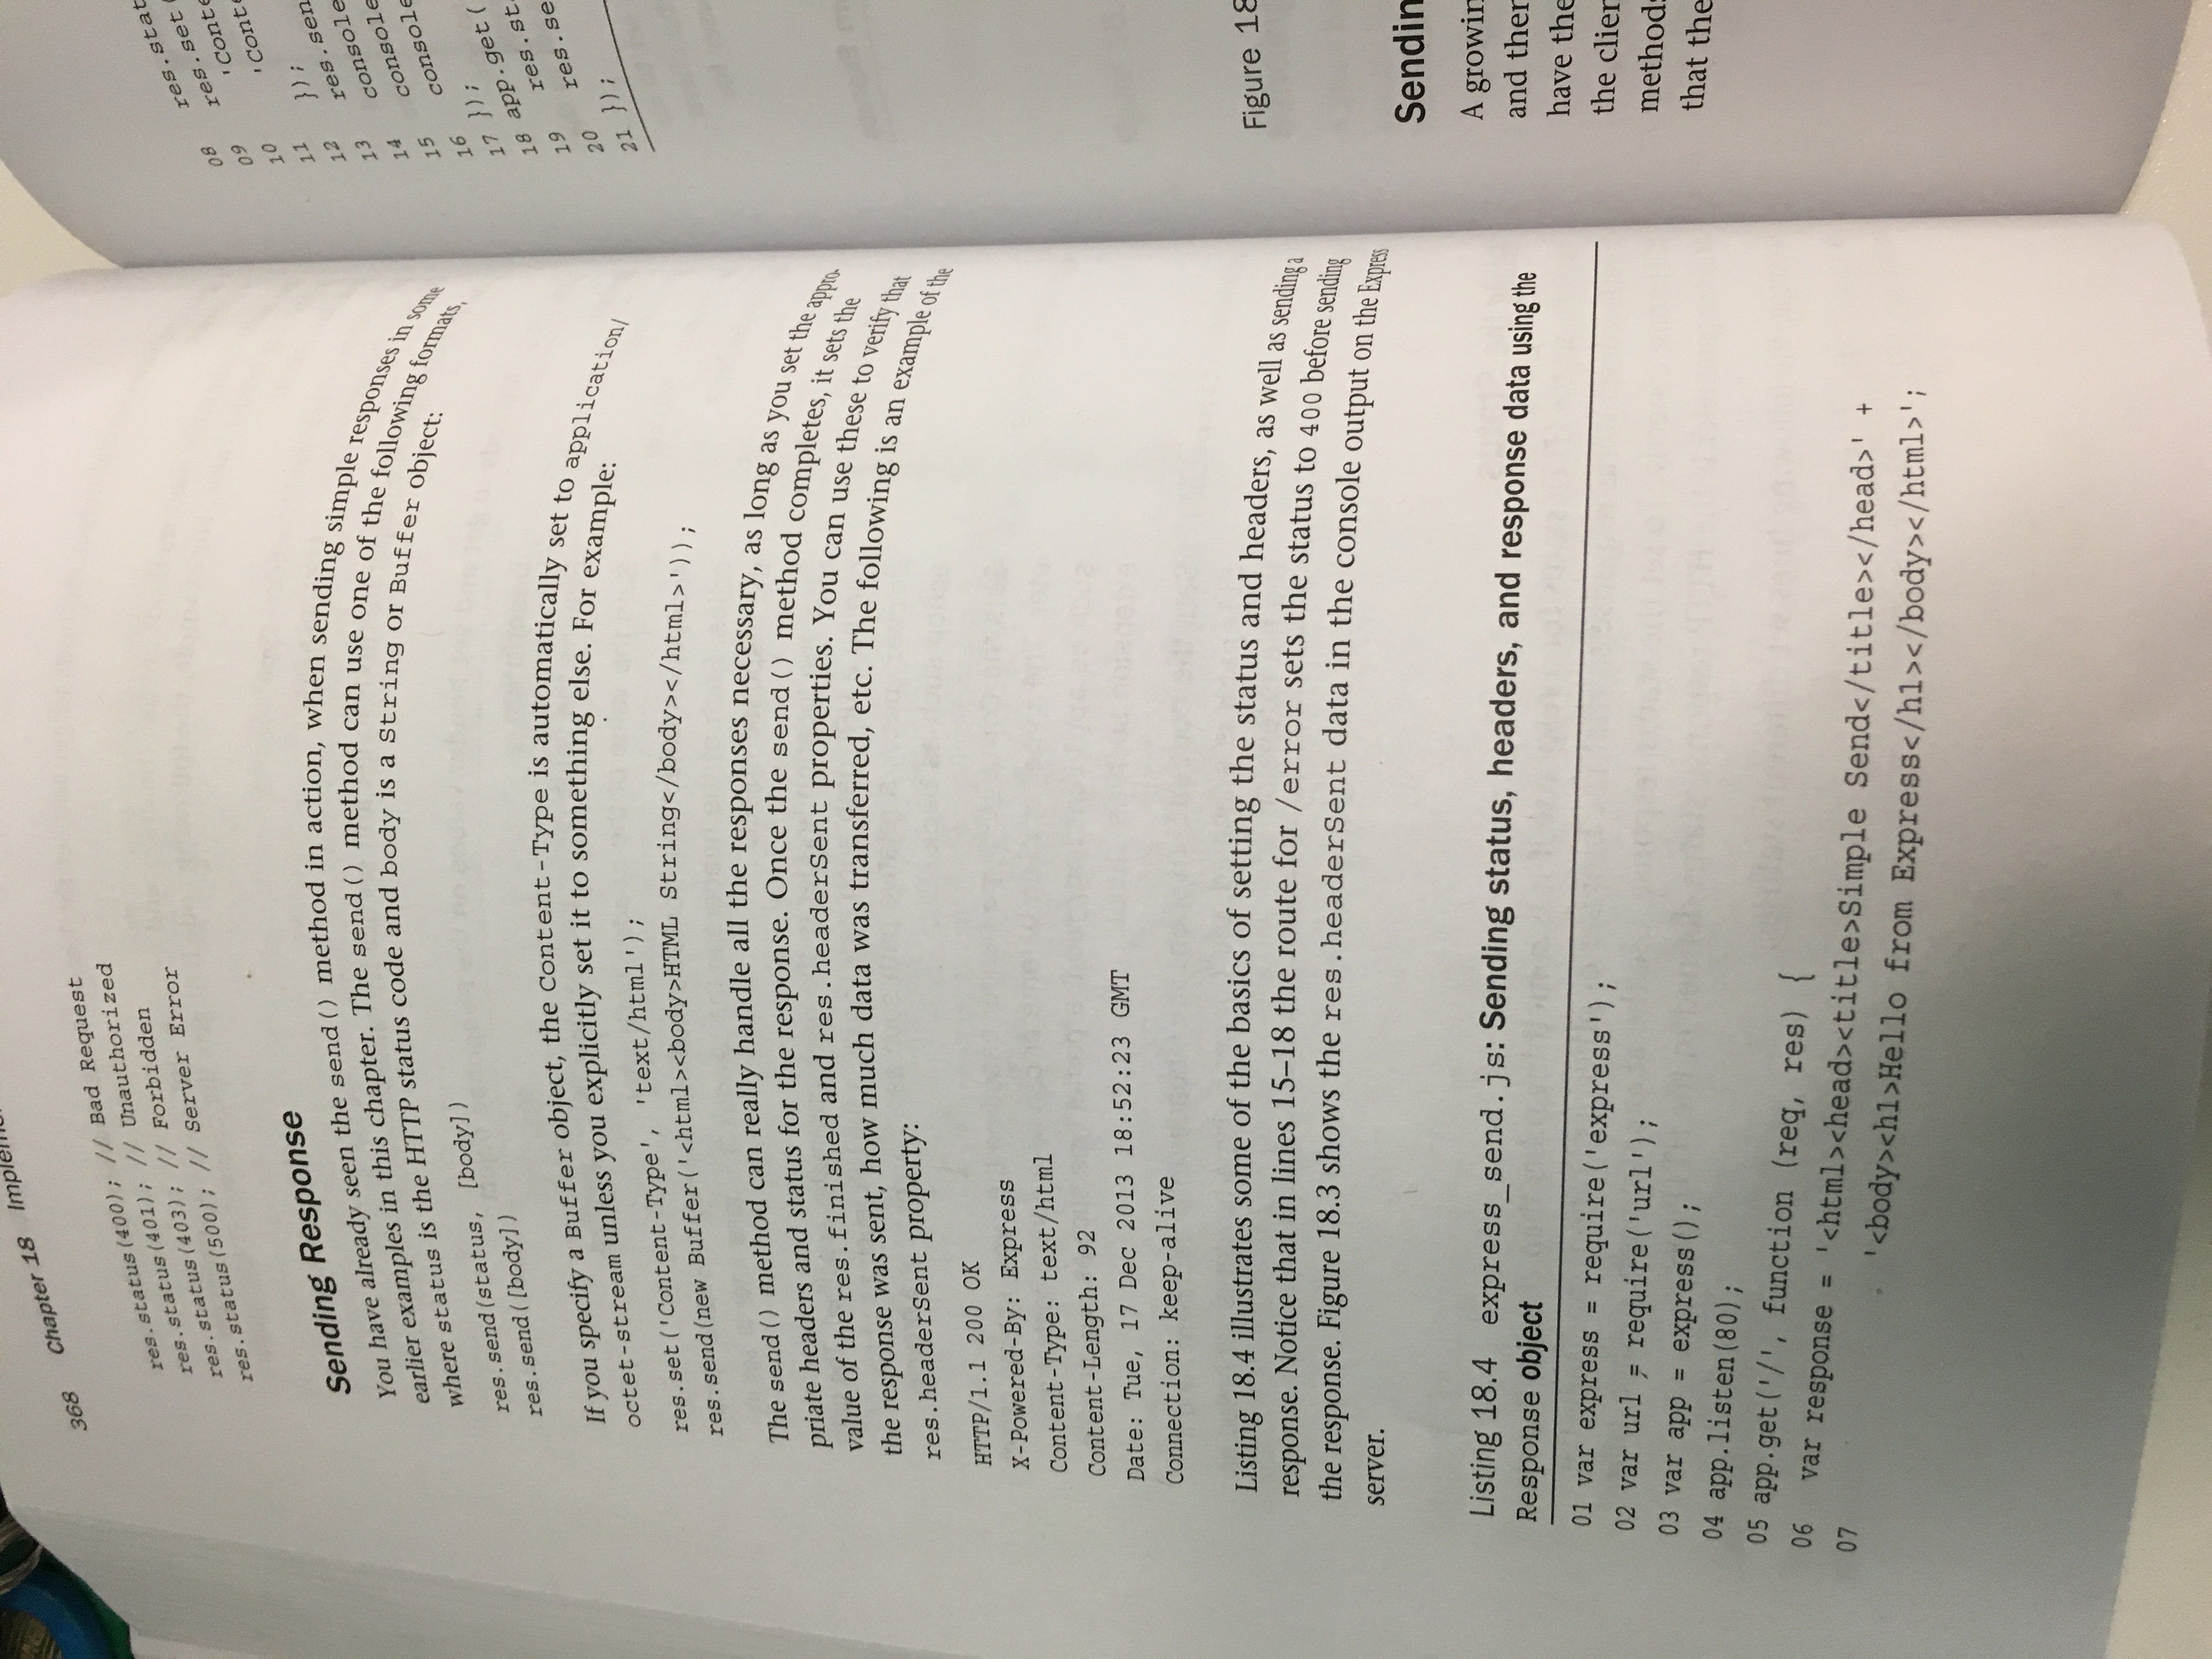 368 Chapter 18
res.status(400); // Bad Request
res.status(401); // Unauthorized
res.status(403); // Forbidden
res.status(500); // Server Error
Sending Response
You have already seen the send() method in action, when sending simple responses in some
earlier examples in this chapter. The send() method can use one of the following formats,
where status is the HTTP status code and body is a String or Buffer object:
res.send(status, [body])
res.send([body])
If you specify a Buffer object, the Content-Type is automatically set to application/
octet-stream unless you explicitly set it to something else. For example:
res.set('Content-Type', 'text/html');
res.send(new Buffer('<html><body>HTML String</body></html>'));
The send() method can really handle all the responses necessary, as long as you set the appro-
priate headers and status for the response. Once the send() method completes, it sets the
value of the res.finished and res.headerSent properties. You can use these to verify that
the response was sent, how much data was transferred, etc. The following is an example of the
res.headerSent property:
HTTP/1.1 200 OK
X-Powered-By: Express
Content-Type: text/html
Content-Length: 92
Date: Tue, 17 Dec 2013 18:52:23 GMT
Connection: keep-alive
Listing 18.4 illustrates some of the basics of setting the status and headers, as well as sending a
response. Notice that in lines 15–18 the route for /error sets the status to 400 before sending
the response. Figure 18.3 shows the res.headerSent data in the console output on the Express
server.
Listing 18.4 express_send.js: Sending status, headers, and response data using the
Response object
01 var express = require('express');
02 var url = require('url');
03 var app = express();
04 app.listen(80);
05 app.get('/', function (req, res) {
06 var response = '<html><head><title>Simple Send</title></head>' +
07 '<body><h1>Hello from Express</h1></body></html>';
res.stat
08 res.set(
09 'Conte
10 'Conte
11 });
12 res.sen
13 console
14 console
15 console
16 });
17 app.get(
18 res.st
19 res.se
20 });
21
Figure 18
Sendin
A growin
and ther
have the
the clien
method
that the